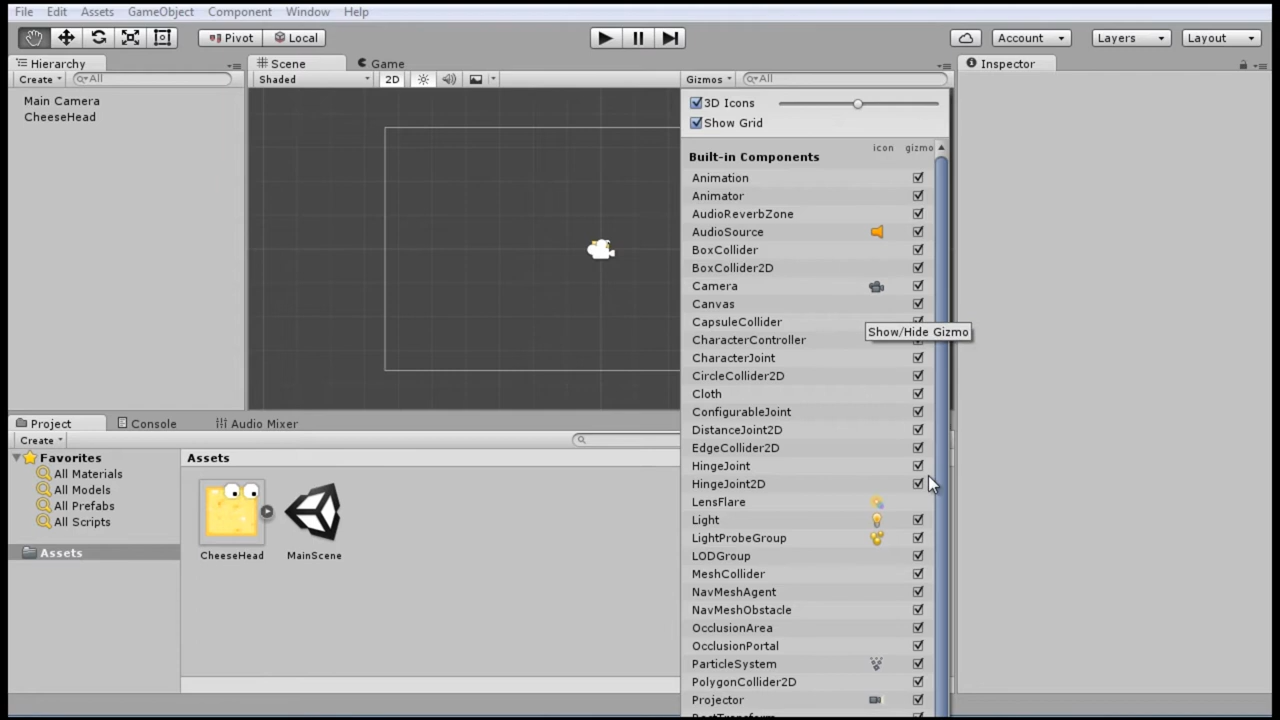 File Edit Assets GameObject Component Window Help
Pivot Local Account Layers Layout
Hierarchy Scene Game Inspector
Create All Shaded 2D Gizmos All
3D Icons
Main Camera
CheeseHead
Show Grid
icon gizmo
Built-in Components
Animation
Animator
AudioReverbZone
AudioSource
BoxCollider
BoxCollider2D
Camera
Canvas
CapsuleCollider
Show/Hide Gizmo
CharacterController
CharacterJoint
CircleCollider2D
Cloth
ConfigurableJoint
DistanceJoint2D
EdgeCollider2D
HingeJoint
HingeJoint2D
LensFlare
Light
LightProbeGroup
LODGroup
MeshCollider
NavMeshAgent
NavMeshObstacle
OcclusionArea
OcclusionPortal
ParticleSystem
PolygonCollider2D
Projector
Project Console Audio Mixer
Create
Favorites
All Materials
All Models
All Prefabs
All Scripts
Assets
Assets
CheeseHead MainScene